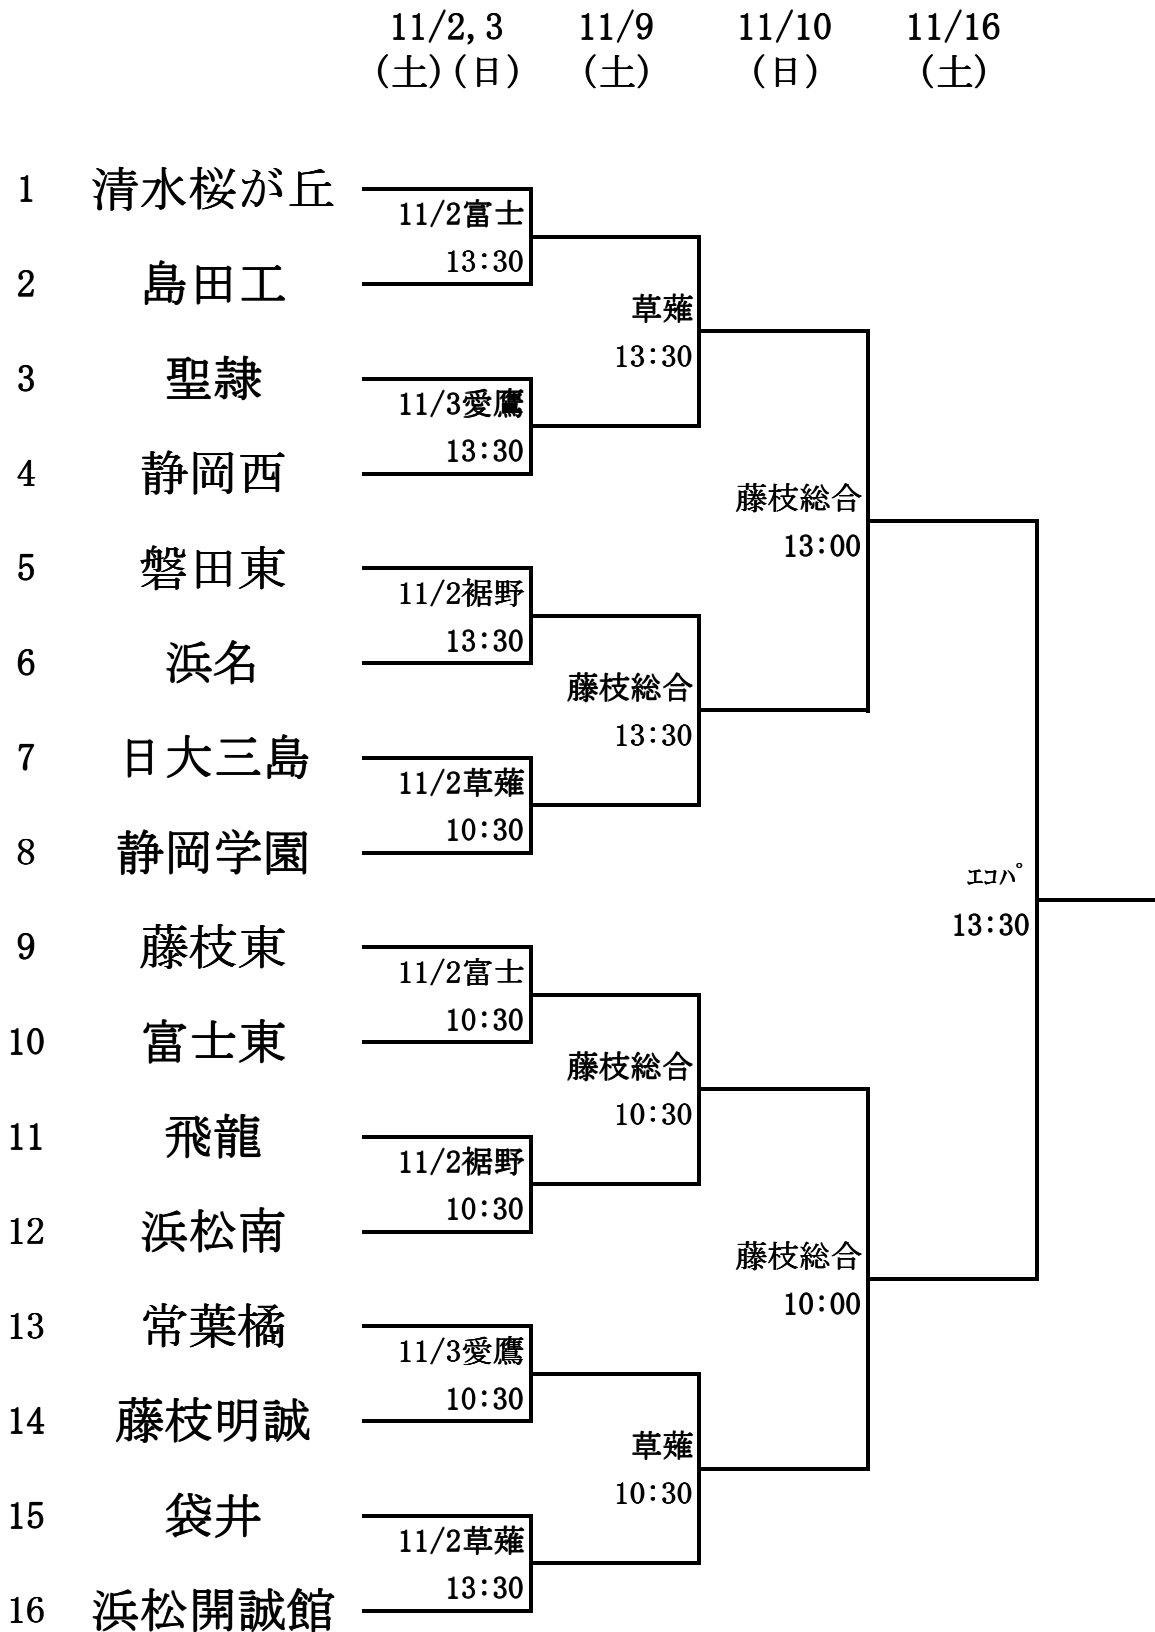 11/2,3 11/9 11/10 11/16
(土)(日) (土) (日) (土)
1 清水桜が丘
11/2富士
13:30
2 島田工
草薙
13:30
3 聖隷
11/3愛鷹
13:30
4 静岡西
藤枝総合
13:00
5 磐田東
11/2裾野
13:30
6 浜名
藤枝総合
13:30
7 日大三島
11/2草薙
10:30
8 静岡学園
エコパ
13:30
9 藤枝東
11/2富士
10:30
10 富士東
藤枝総合
10:30
11 飛龍
11/2裾野
10:30
12 浜松南
藤枝総合
10:00
13 常葉橘
11/3愛鷹
10:30
14 藤枝明誠
草薙
10:30
15 袋井
11/2草薙
13:30
16 浜松開誠館